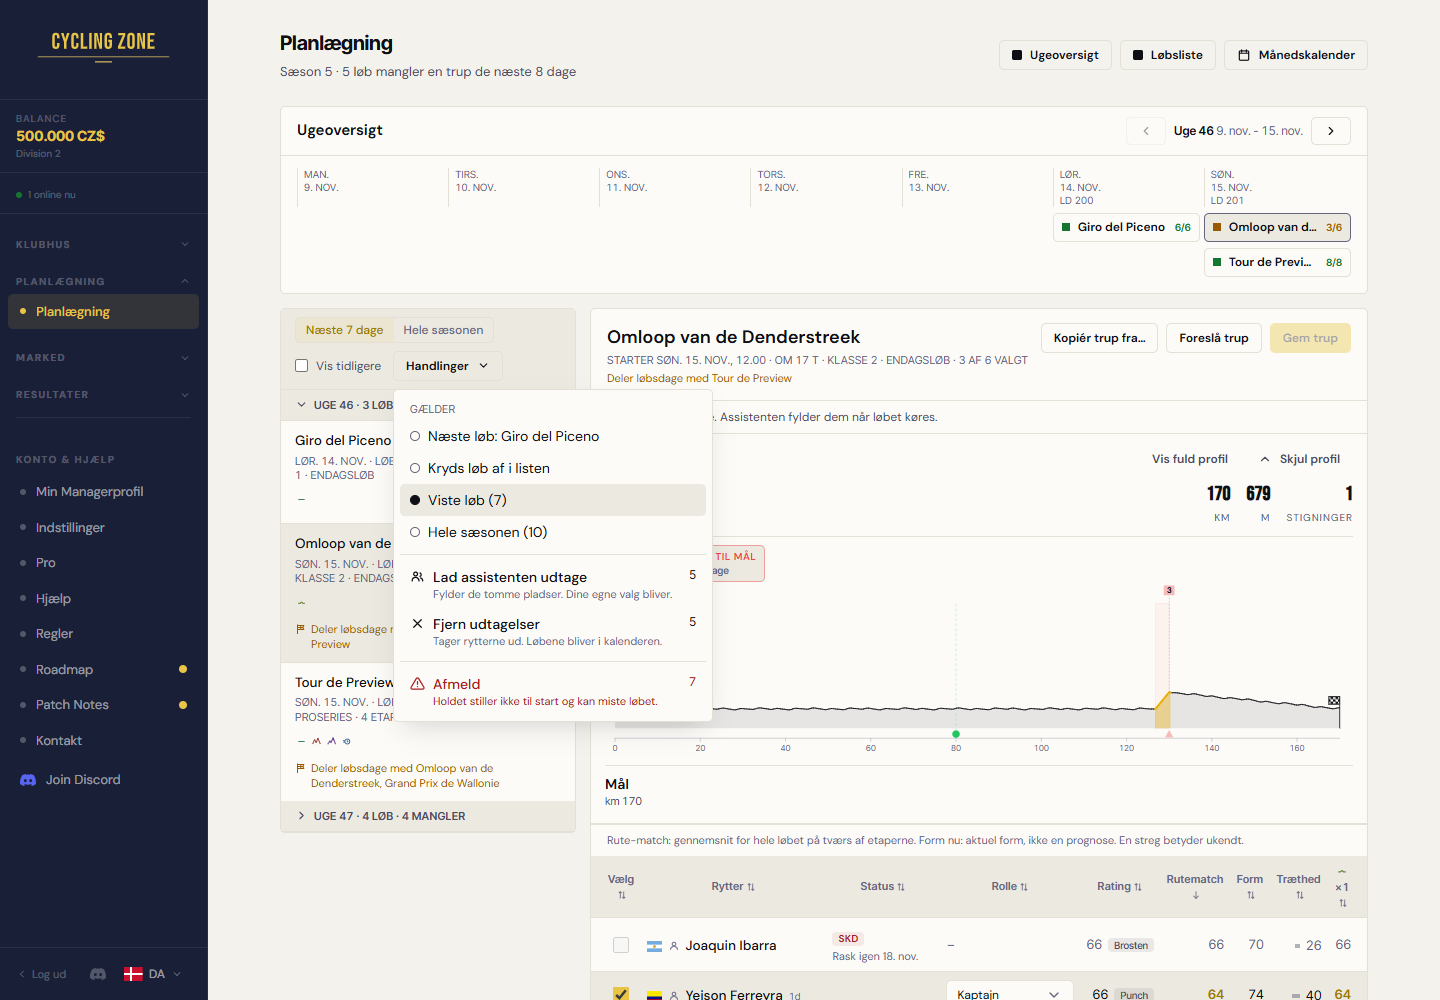 CYCLING ZONE
BALANCE
500.000 CZ$
Division 2
1 online nu
KLUBHUS
PLANLÆGNING
Planlægning
MARKED
RESULTATER
KONTO & HJÆLP
Min Managerprofil
Indstillinger
Pro
Hjælp
Regler
Roadmap
Patch Notes
Kontakt
Join Discord
Log ud
DA
Planlægning
Sæson 5 · 5 løb mangler en trup de næste 8 dage
Ugeoversigt
Løbsliste
Månedskalender
Ugeoversigt
Uge 46 9. nov. - 15. nov.
MAN.
9. NOV.
TIRS.
10. NOV.
ONS.
11. NOV.
TORS.
12. NOV.
FRE.
13. NOV.
LØR.
14. NOV.
LD 200
SØN.
15. NOV.
LD 201
Giro del Piceno 6/6
Omloop van d... 3/6
Tour de Previ... 8/8
Næste 7 dage
Hele sæsonen
Vis tidligere
Handlinger
UGE 46 · 3 LØB
Giro del Piceno
LØR. 14. NOV. · LØB
1 · ENDAGSLØB
Omloop van de
SØN. 15. NOV. · 
KLASSE 2 · ENDAGS
Deler løbsdage
Preview
Tour de Preview
SØN. 15. NOV. · 
PROSERIES · 4 ETAP
Deler løbsdage med Omloop van de
Denderstreek, Grand Prix de Wallonie
UGE 47 · 4 LØB · 4 MANGLER
GÆLDER
Næste løb: Giro del Piceno
Kryds løb af i listen
Viste løb (7)
Hele sæsonen (10)
Lad assistenten udtage 5
Fylder de tomme pladser. Dine egne valg bliver.
Fjern udtagelser 5
Tager rytterne ud. Løbene bliver i kalenderen.
Afmeld 7
Holdet stiller ikke til start og kan miste løbet.
Omloop van de Denderstreek
STARTER SØN. 15. NOV., 12.00 · OM 17 T · KLASSE 2 · ENDAGSLØB · 3 AF 6 VALGT
Deler løbsdage med Tour de Preview
Kopiér trup fra...
Foreslå trup
Gem trup
. Assistenten fylder dem når løbet køres.
Vis fuld profil
Skjul profil
170 679 1
KM M STIGNINGER
TIL MÅL
age
3
0 20 40 60 80 100 120 140 160
Mål
km 170
Rute-match: gennemsnit for hele løbet på tværs af etaperne. Form nu: aktuel form, ikke en prognose. En streg betyder ukendt.
Vælg Rytter Status Rolle Rating Rutematch Form Træthed ×1
Joaquin Ibarra
SKD
Rask igen 18. nov.
–
66 Brosten 66 70 26 66
Yeison Ferreyra 1d
Kaptajn
66 Punch 64 74 40 64